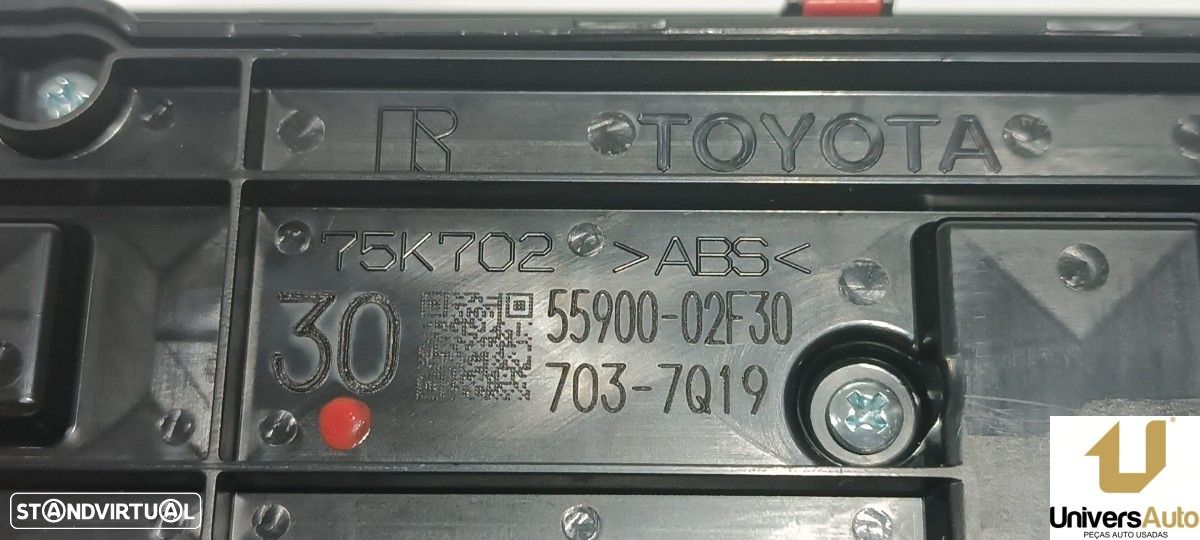 R TOYOTA
75K702 >ABS<
30
55900-02F30
703-7Q19
STANDVIRTUAL
UniversAuto
PEÇAS AUTO USADAS